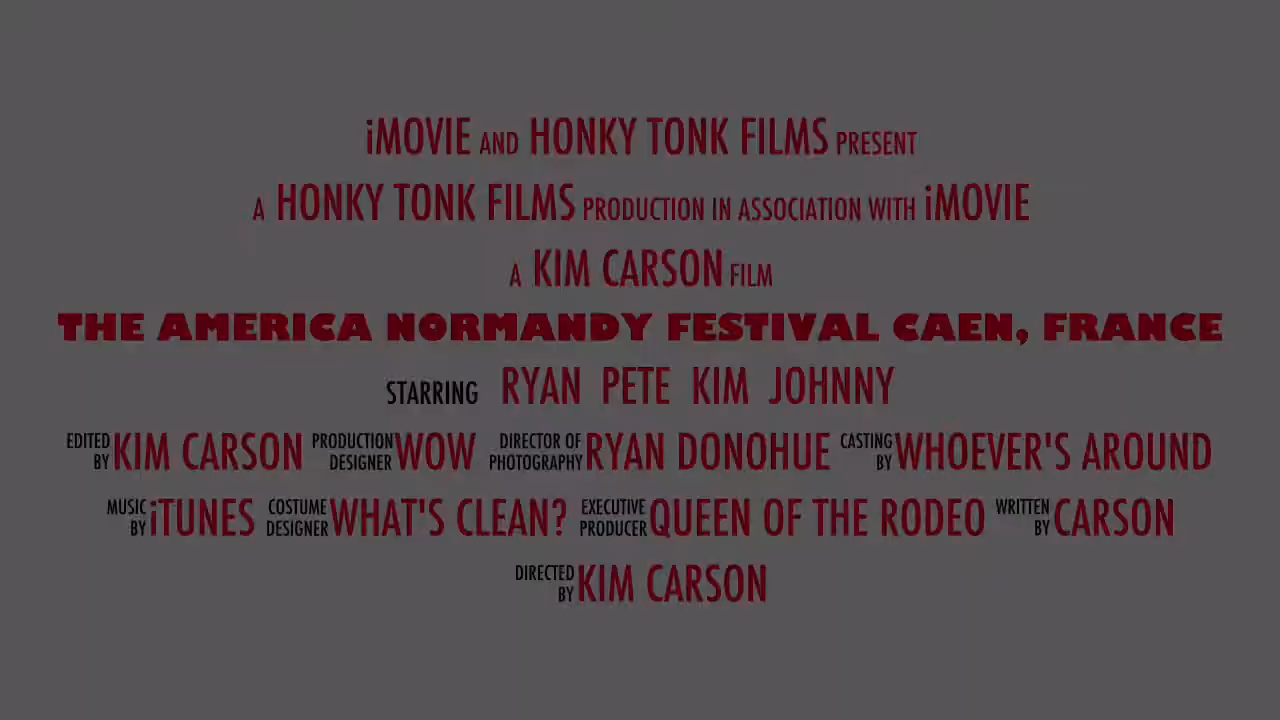 iMOVIE AND HONKY TONK FILMS PRESENT
A HONKY TONK FILMS PRODUCTION IN ASSOCIATION WITH iMOVIE
A KIM CARSON FILM
THE AMERICA NORMANDY FESTIVAL CAEN, FRANCE
STARRING RYAN PETE KIM JOHNNY
EDITED BY KIM CARSON PRODUCTION DESIGNER WOW DIRECTOR OF PHOTOGRAPHY RYAN DONOHUE CASTING BY WHOEVER'S AROUND
MUSIC BY iTUNES COSTUME DESIGNER WHAT'S CLEAN? EXECUTIVE PRODUCER QUEEN OF THE RODEO WRITTEN BY CARSON
DIRECTED BY KIM CARSON